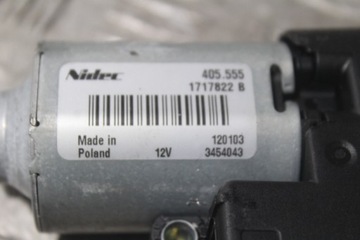 Nidec 405.555
1717822 B
Made in 120103
Poland 12V 3454043